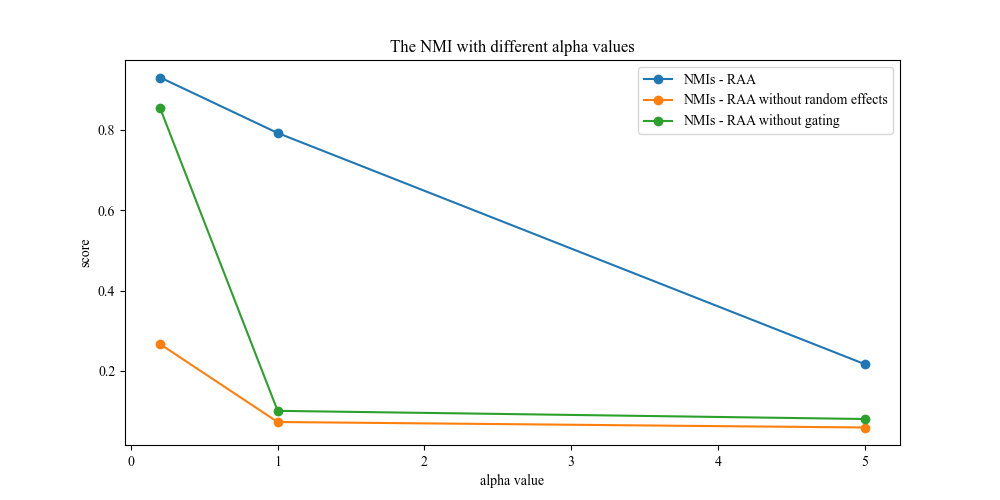 The NMI with different alpha values
NMIs - RAA
NMIs - RAA without random effects
NMIs - RAA without gating
score
0.8
0.6
0.4
0.2
0 1 2 3 4 5
alpha value